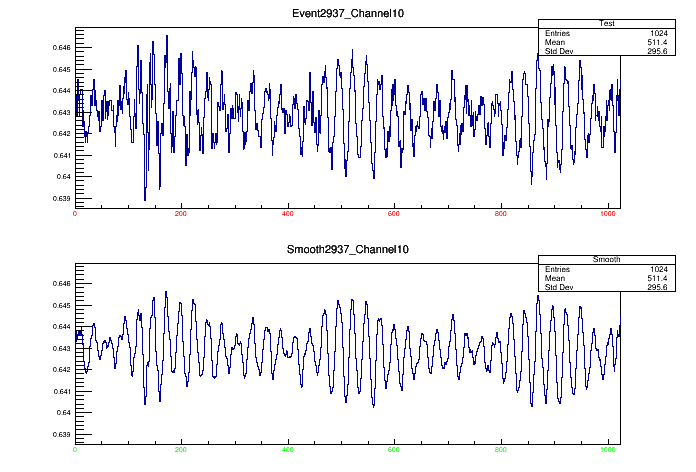 Event2937_Channel10
Test
Entries 1024
Mean 511.4
Std Dev 295.6
0.646
0.645
0.644
0.643
0.642
0.641
0.64
0.639
0 200 400 600 800 1000
Smooth2937_Channel10
Smooth
Entries 1024
Mean 511.4
Std Dev 295.6
0.646
0.645
0.644
0.643
0.642
0.641
0.64
0.639
0 200 400 600 800 1000